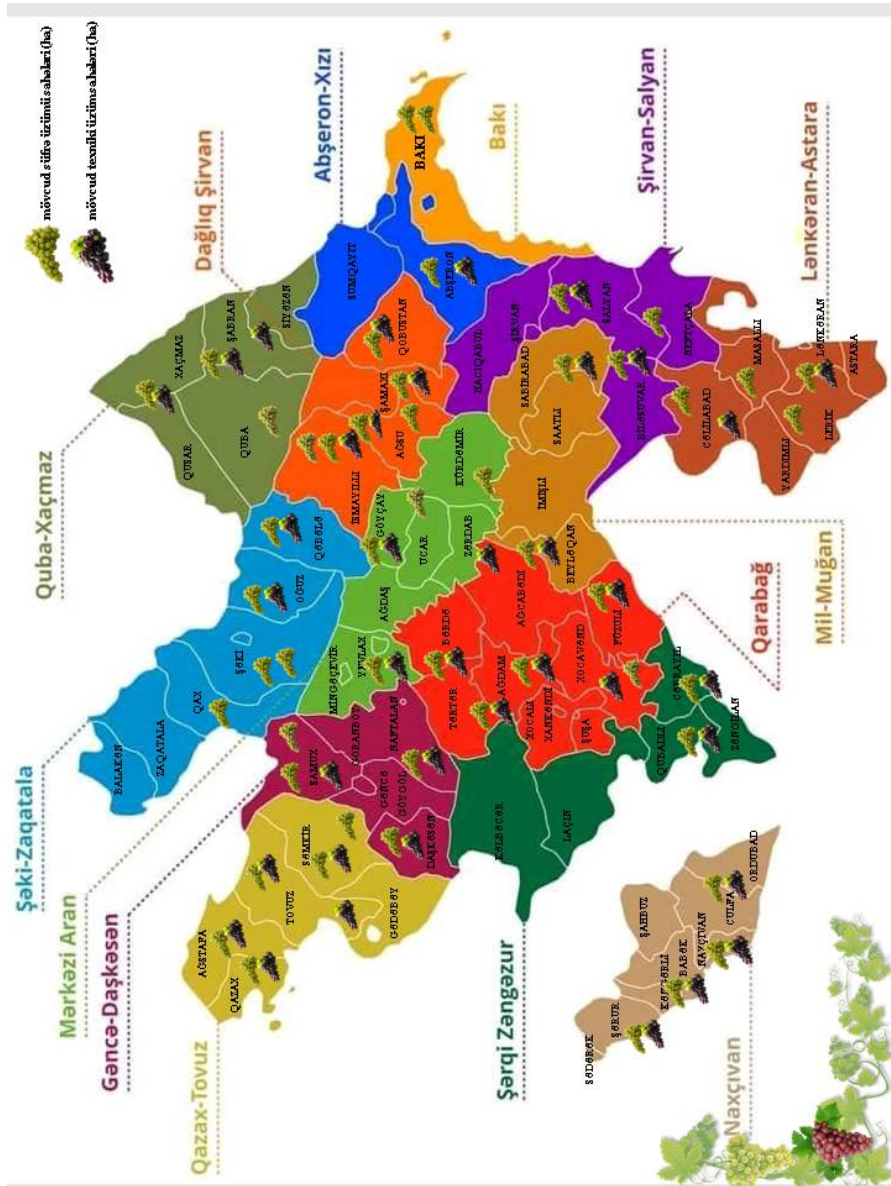 mövcud süfrə üzümü sahələri (ha)
mövcud texniki üzüm sahələri (ha)
Quba-Xaçmaz
Dağlıq Şirvan
Abşeron-Xızı
Bakı
Şirvan-Salyan
Lənkəran-Astara
Şəki-Zaqatala
Mərkəzi Aran
Gəncə-Daşkəsən
Qazax-Tovuz
Şərqi Zəngəzur
Naxçıvan
Qarabağ
Mil-Muğan
QUSAR
XAÇMAZ
QUBA
ŞABRAN
SİYƏZƏN
SUMQAYIT
ABŞERON
BAKI
QOBUSTAN
ŞAMAXI
AĞSU
İSMAYILLI
HACIQABUL
ŞİRVAN
SALYAN
NEFTÇALA
BİLƏSUVAR
SABİRABAD
SAATLI
İMİŞLİ
BEYLƏQAN
CƏLİLABAD
MASALLI
YARDIMLI
LERİK
LƏNKƏRAN
ASTARA
BALAKƏN
ZAQATALA
QAX
ŞƏKİ
OĞUZ
QƏBƏLƏ
MİNGƏÇEVİR
YEVLAX
AĞDAŞ
GÖYÇAY
UCAR
ZƏRDAB
KÜRDƏMİR
SAMUX
GORANBOY
NAFTALAN
GƏNCƏ
GÖYGÖL
DAŞKƏSƏN
AĞSTAFA
QAZAX
TOVUZ
ŞƏMKİR
GƏDƏBƏY
BƏRDƏ
TƏRTƏR
AĞDAM
AĞCABƏDİ
XOCALI
XANKƏNDİ
XOCAVƏND
ŞUŞA
FÜZULİ
KƏLBƏCƏR
LAÇIN
QUBADLI
CƏBRAYIL
ZƏNGİLAN
SƏDƏRƏK
ŞƏRUR
KƏNGƏRLİ
BABƏK
NAXÇIVAN
ŞAHBUZ
CULFA
ORDUBAD